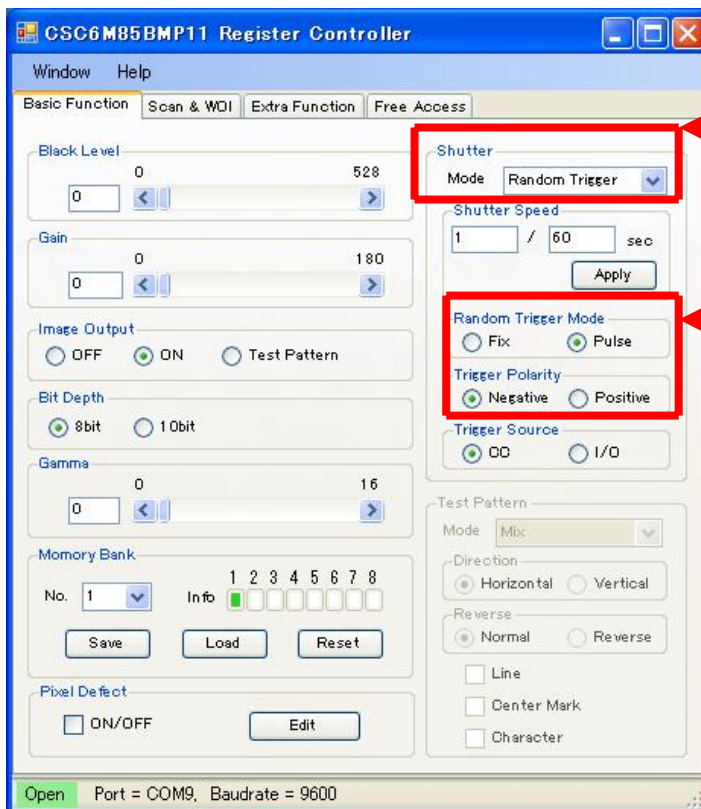 CSC6M85BMP11 Register Controller
Window Help
Basic Function Scan & WOI Extra Function Free Access
Black Level
0 528
0
Gain
0 180
0
Image Output
OFF ON Test Pattern
Bit Depth
8bit 10bit
Gamma
0 16
0
Momory Bank
1 2 3 4 5 6 7 8
No. 1 Info
Save Load Reset
Pixel Defect
ON/OFF Edit
Shutter
Mode Random Trigger
Shutter Speed
1 / 60 sec
Apply
Random Trigger Mode
Fix Pulse
Trigger Polarity
Negative Positive
Trigger Source
CC I/O
Test Pattern
Mode Mix
Direction
Horizontal Vertical
Reverse
Normal Reverse
Line
Center Mark
Character
Open Port = COM9, Baudrate = 9600